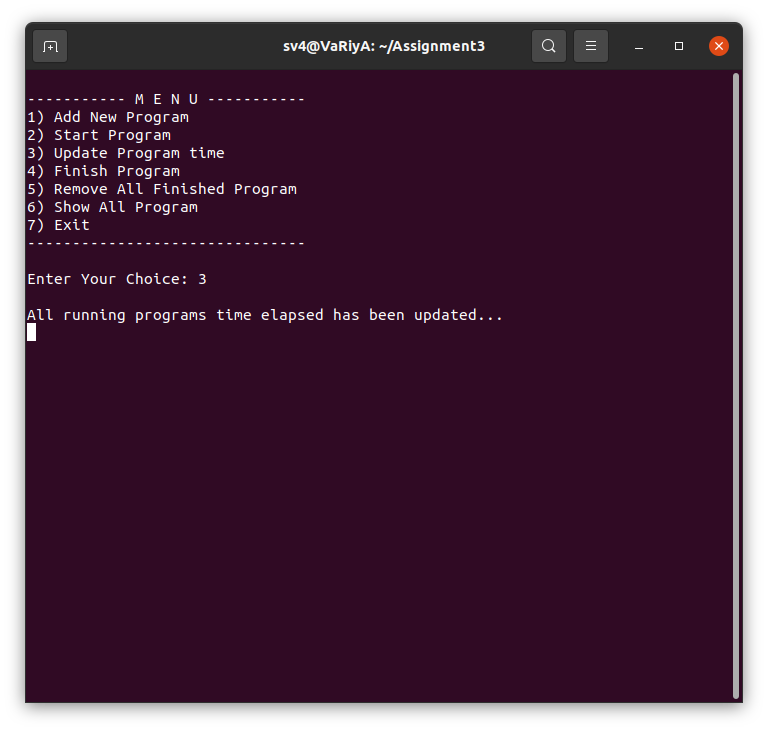 sv4@VaRiyA: ~/Assignment3
----------- M E N U -----------
1) Add New Program
2) Start Program
3) Update Program time
4) Finish Program
5) Remove All Finished Program
6) Show All Program
7) Exit
-------------------------------
Enter Your Choice: 3
All running programs time elapsed has been updated...